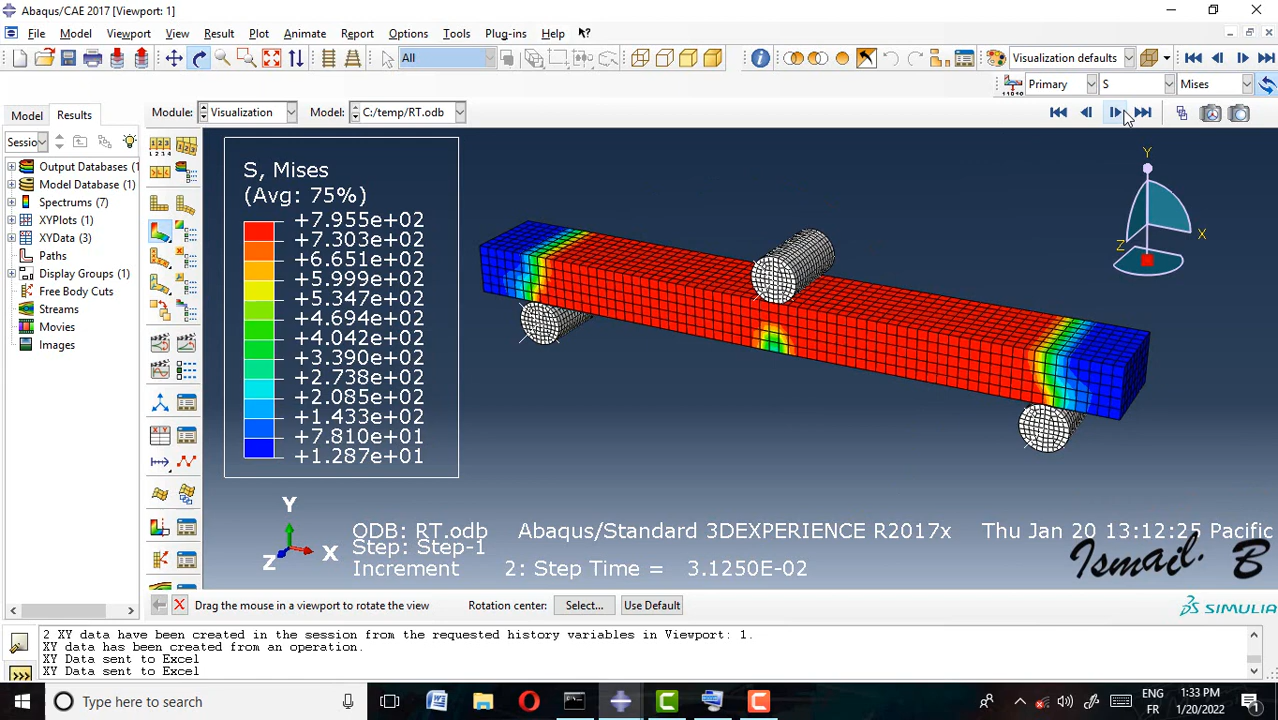 Abaqus/CAE 2017 [Viewport: 1]
File Model Viewport View Result Plot Animate Report Options Tools Plug-ins Help
All
Visualization defaults
Primary S Mises
Model Results
Module: Visualization Model: C:/temp/RT.odb
Sessio
Output Databases (1
Model Database (1)
Spectrums (7)
XYPlots (1)
XYData (3)
Paths
Display Groups (1)
Free Body Cuts
Streams
Movies
Images
S, Mises
(Avg: 75%)
+7.955e+02
+7.303e+02
+6.651e+02
+5.999e+02
+5.347e+02
+4.694e+02
+4.042e+02
+3.390e+02
+2.738e+02
+2.085e+02
+1.433e+02
+7.810e+01
+1.287e+01
Y
X
Z
Y
X
Z
ODB: RT.odb Abaqus/Standard 3DEXPERIENCE R2017x Thu Jan 20 13:12:25 Pacific
Step: Step-1
Increment 2: Step Time = 3.1250E-02
Ismail. B
Drag the mouse in a viewport to rotate the view Rotation center: Select... Use Default
SIMULIA
2 XY data have been created in the session from the requested history variables in Viewport: 1.
XY data has been created from an operation.
XY Data sent to Excel
XY Data sent to Excel
>>>
Type here to search
ENG
FR
1:33 PM
1/20/2022